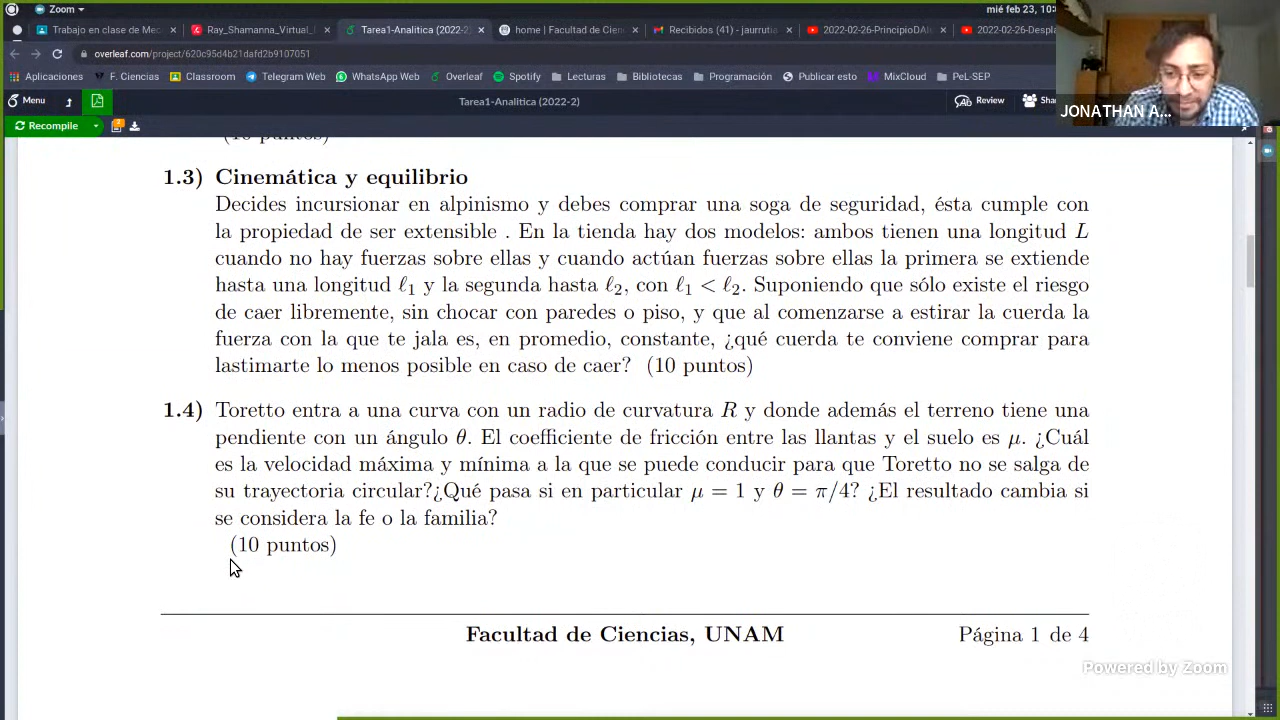 Zoom
mié feb 23, 10:
Trabajo en clase de Mec
Ray_Shamanna_Virtual_
Tarea1-Analitica (2022-2)
home | Facultad de Cien
Recibidos (41) - jaurrutia
2022-02-26-PrincipioDAl
2022-02-26-Despla
overleaf.com/project/620c95d4b21dafd2b9107051
Aplicaciones
F. Ciencias
Classroom
Telegram Web
WhatsApp Web
Overleaf
Spotify
Lecturas
Bibliotecas
Programación
Publicar esto
MixCloud
PeL-SEP
Menu
Tarea1-Analitica (2022-2)
Review
Sha
JONATHAN A...
Recompile
(10 puntos)
1.3) Cinemática y equilibrio
Decides incursionar en alpinismo y debes comprar una soga de seguridad, ésta cumple con
la propiedad de ser extensible . En la tienda hay dos modelos: ambos tienen una longitud L
cuando no hay fuerzas sobre ellas y cuando actúan fuerzas sobre ellas la primera se extiende
hasta una longitud ℓ₁ y la segunda hasta ℓ₂, con ℓ₁ < ℓ₂. Suponiendo que sólo existe el riesgo
de caer libremente, sin chocar con paredes o piso, y que al comenzarse a estirar la cuerda la
fuerza con la que te jala es, en promedio, constante, ¿qué cuerda te conviene comprar para
lastimarte lo menos posible en caso de caer? (10 puntos)
1.4) Toretto entra a una curva con un radio de curvatura R y donde además el terreno tiene una
pendiente con un ángulo θ. El coefficiente de fricción entre las llantas y el suelo es μ. ¿Cuál
es la velocidad máxima y mínima a la que se puede conducir para que Toretto no se salga de
su trayectoria circular?¿Qué pasa si en particular μ = 1 y θ = π/4? ¿El resultado cambia si
se considera la fe o la familia?
(10 puntos)
Facultad de Ciencias, UNAM
Página 1 de 4
Powered by Zoom